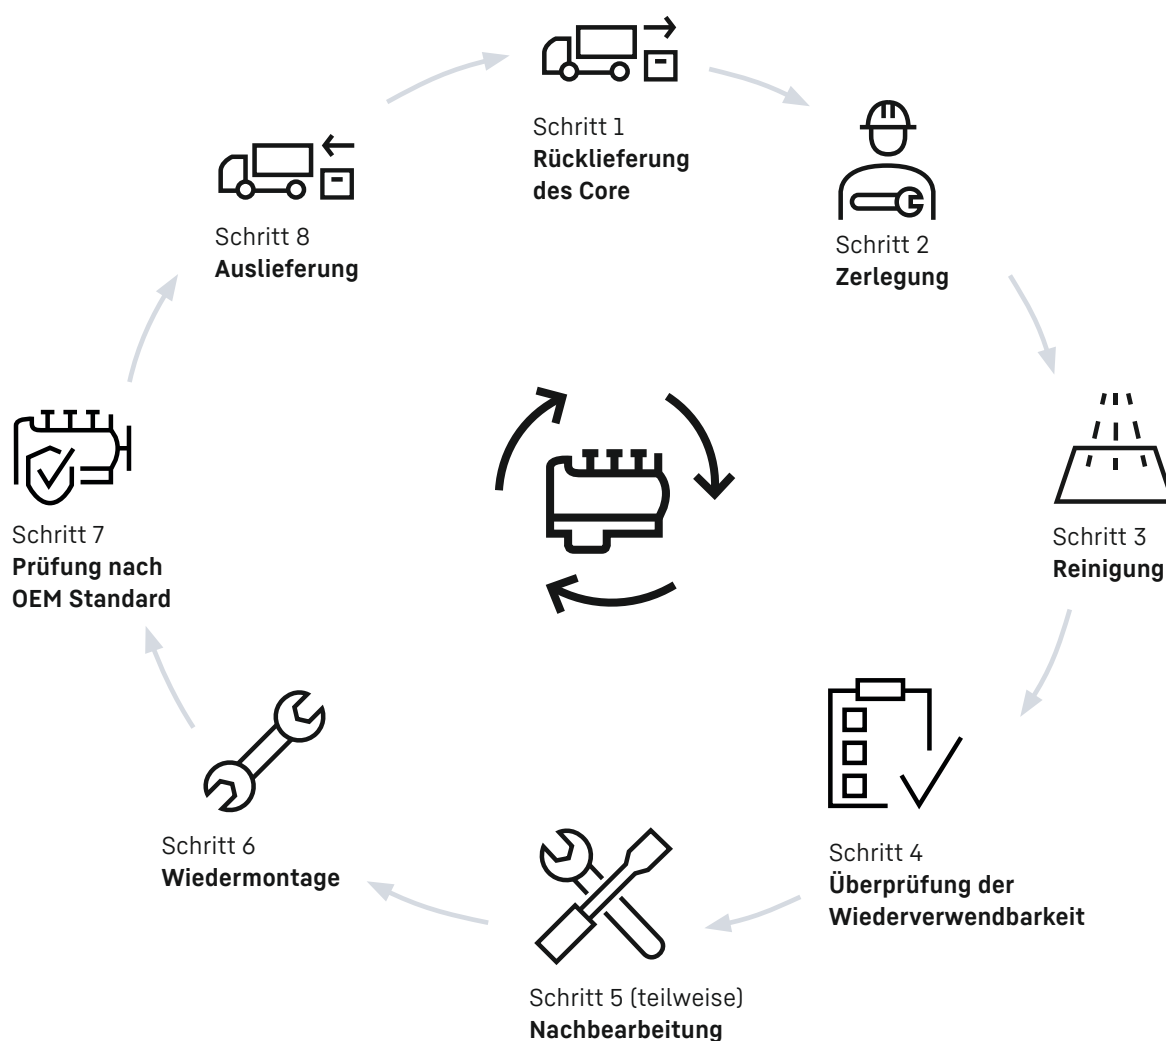 Schritt 1
Rücklieferung
des Core
Schritt 2
Zerlegung
Schritt 3
Reinigung
Schritt 4
Überprüfung der
Wiederverwendbarkeit
Schritt 5 (teilweise)
Nachbearbeitung
Schritt 6
Wiedermontage
Schritt 7
Prüfung nach
OEM Standard
Schritt 8
Auslieferung